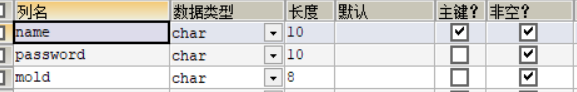 列名 数据类型 长度 默认 主键? 非空?
name char 10
password char 10
mold char 8